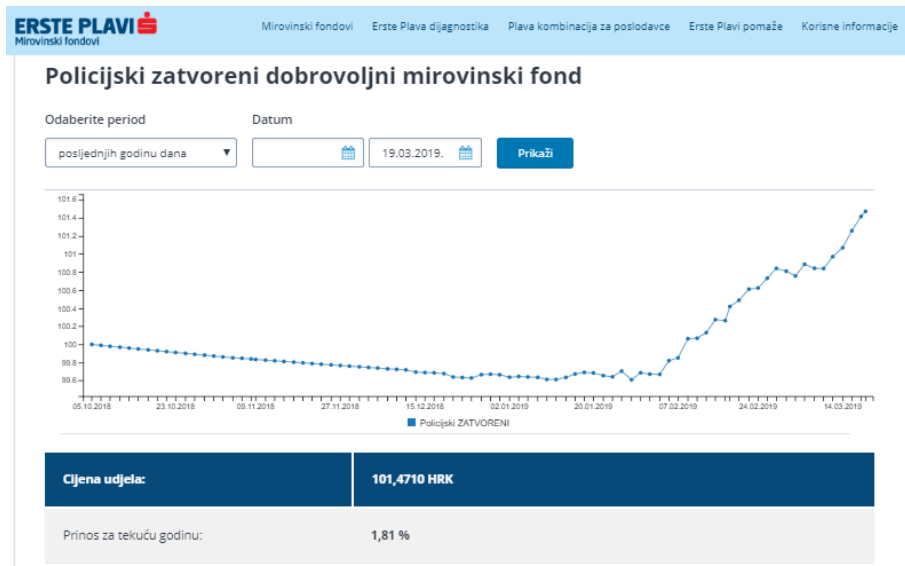 ERSTE PLAVI
Mirovinski fondovi
Mirovinski fondovi Erste Plava dijagnostika Plava kombinacija za poslodavce Erste Plavi pomaže Korisne informacije
Policijski zatvoreni dobrovoljni mirovinski fond
Odaberite period Datum
posljednjih godinu dana 19.03.2019. Prikaži
101.6
101.4
101.2
101
100.8
100.6
100.4
100.2
100
99.8
99.6
05.10.2018 23.10.2018 09.11.2018 27.11.2018 15.12.2018 02.01.2019 20.01.2019 07.02.2019 24.02.2019 14.03.2019
Policijski ZATVORENI
Cijena udjela: 101,4710 HRK
Prinos za tekuću godinu: 1,81 %